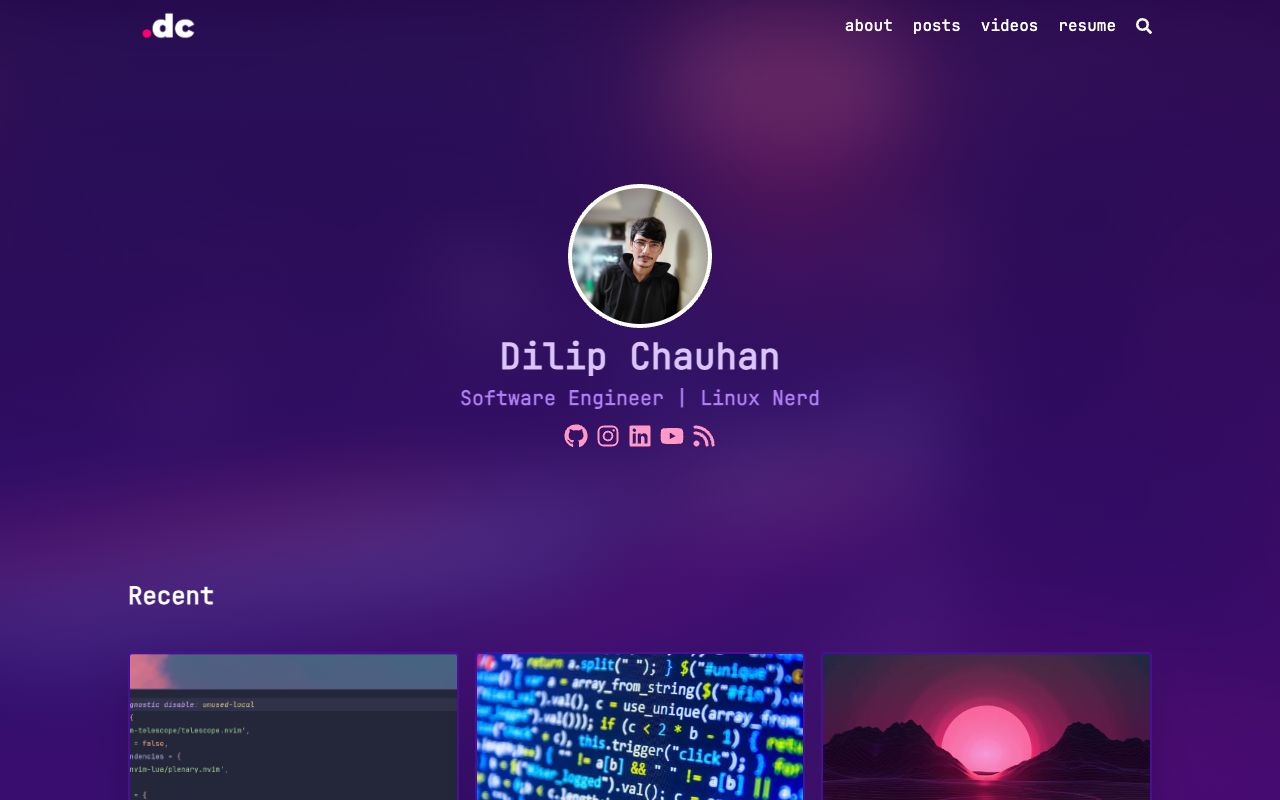 .dc
about posts videos resume
Dilip Chauhan
Software Engineer | Linux Nerd
Recent
gnostic disable: unused-local
{
m-telescope/telescope.nvim',
= false,
ndencies = {
nvim-lua/plenary.nvim',
= {
return a.split(" "); } $("#unique").
var a = array_from_string($("#fin").
.val(), c = use_unique(array_from
.val())); if (c < 2 * b - 1) {
this.trigger("click"); }
"" != a[b] && " " != a[b] ||
User_logged").val(); c =